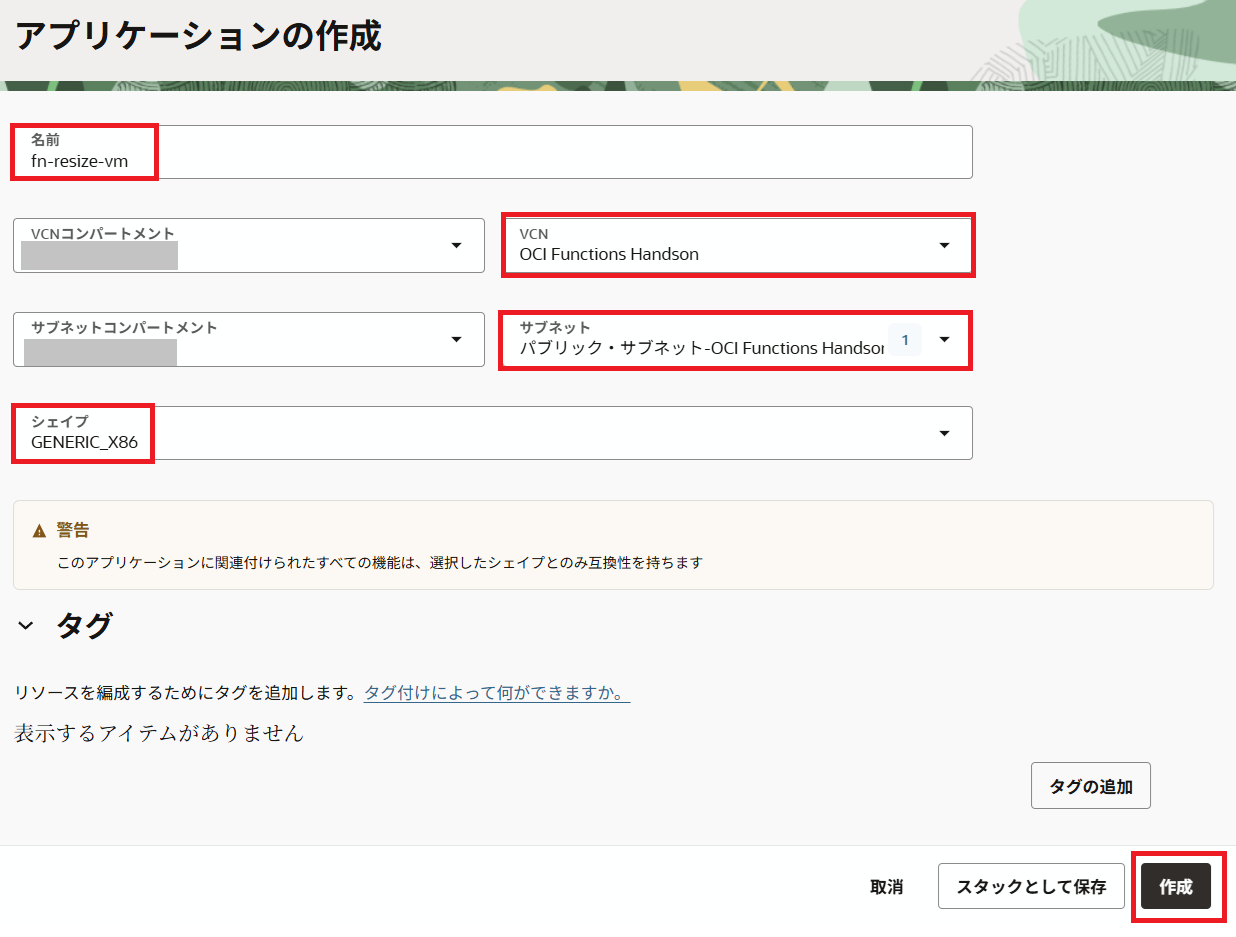 アプリケーションの作成
名前
fn-resize-vm
VCNコンパートメント
VCN
OCI Functions Handson
サブネットコンパートメント
サブネット
パブリック・サブネット-OCI Functions Handson
1
シェイプ
GENERIC_X86
警告
このアプリケーションに関連付けられたすべての機能は、選択したシェイプとのみ互換性を持ちます
タグ
リソースを編成するためにタグを追加します。タグ付けによって何ができますか。
表示するアイテムがありません
タグの追加
取消
スタックとして保存
作成